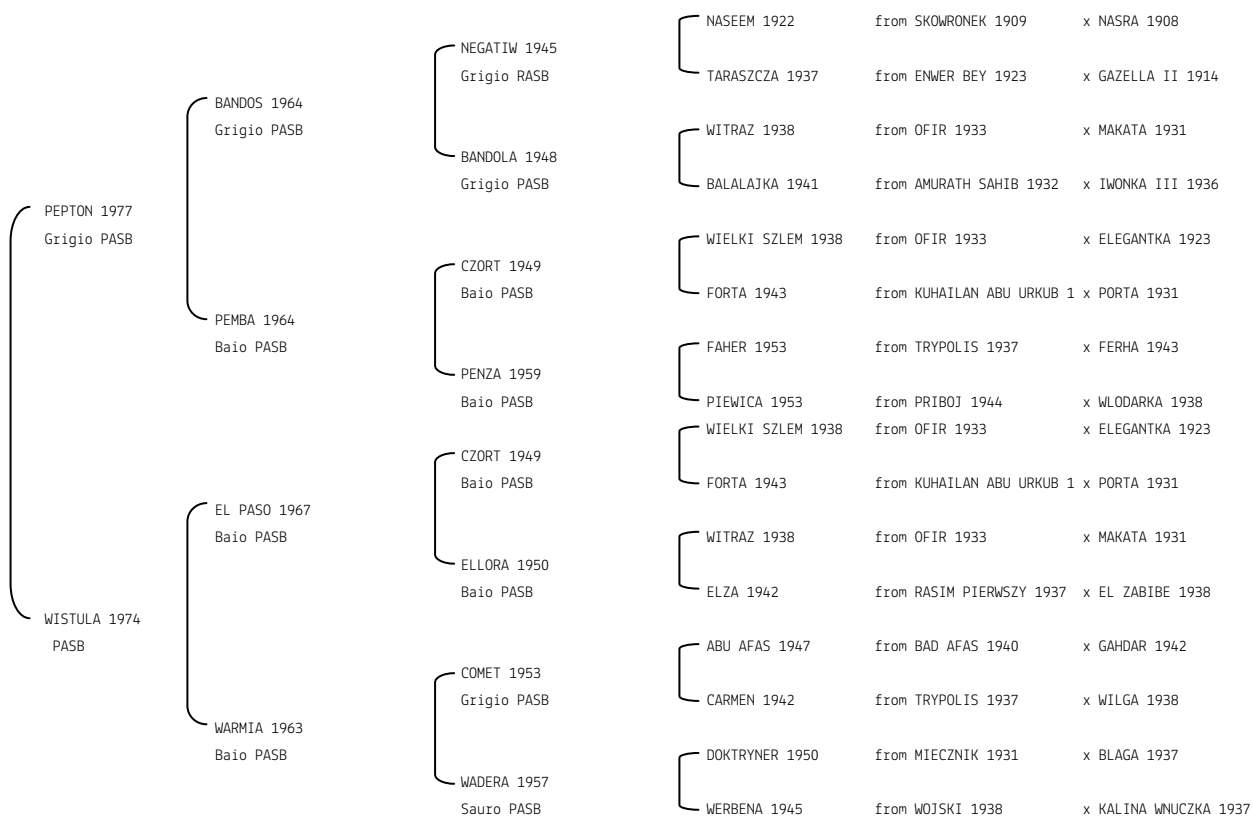 NASEEM 1922 from SKOWRONEK 1909 x NASRA 1908
NEGATIW 1945
Grigio RASB
TARASZCZA 1937 from ENWER BEY 1923 x GAZELLA II 1914
BANDOS 1964
Grigio PASB
WITRAZ 1938 from OFIR 1933 x MAKATA 1931
BANDOLA 1948
Grigio PASB
BALALAJKA 1941 from AMURATH SAHIB 1932 x IWONKA III 1936
PEPTON 1977
Grigio PASB
WIELKI SZLEM 1938 from OFIR 1933 x ELEGANTKA 1923
CZORT 1949
Baio PASB
FORTA 1943 from KUHAILAN ABU URKUB 1 x PORTA 1931
PEMBA 1964
Baio PASB
FAHER 1953 from TRYPOLIS 1937 x FERHA 1943
PENZA 1959
Baio PASB
PIEWICA 1953 from PRIBOJ 1944 x WLODARKA 1938
WIELKI SZLEM 1938 from OFIR 1933 x ELEGANTKA 1923
CZORT 1949
Baio PASB
FORTA 1943 from KUHAILAN ABU URKUB 1 x PORTA 1931
EL PASO 1967
Baio PASB
WITRAZ 1938 from OFIR 1933 x MAKATA 1931
ELLORA 1950
Baio PASB
ELZA 1942 from RASIM PIERWSZY 1937 x EL ZABIBE 1938
WISTULA 1974
PASB
ABU AFAS 1947 from BAD AFAS 1940 x GAHDAR 1942
COMET 1953
Grigio PASB
CARMEN 1942 from TRYPOLIS 1937 x WILGA 1938
WARMIA 1963
Baio PASB
DOKTRYNER 1950 from MIECZNIK 1931 x BLAGA 1937
WADERA 1957
Sauro PASB
WERBENA 1945 from WOJSKI 1938 x KALINA WNUCZKA 1937